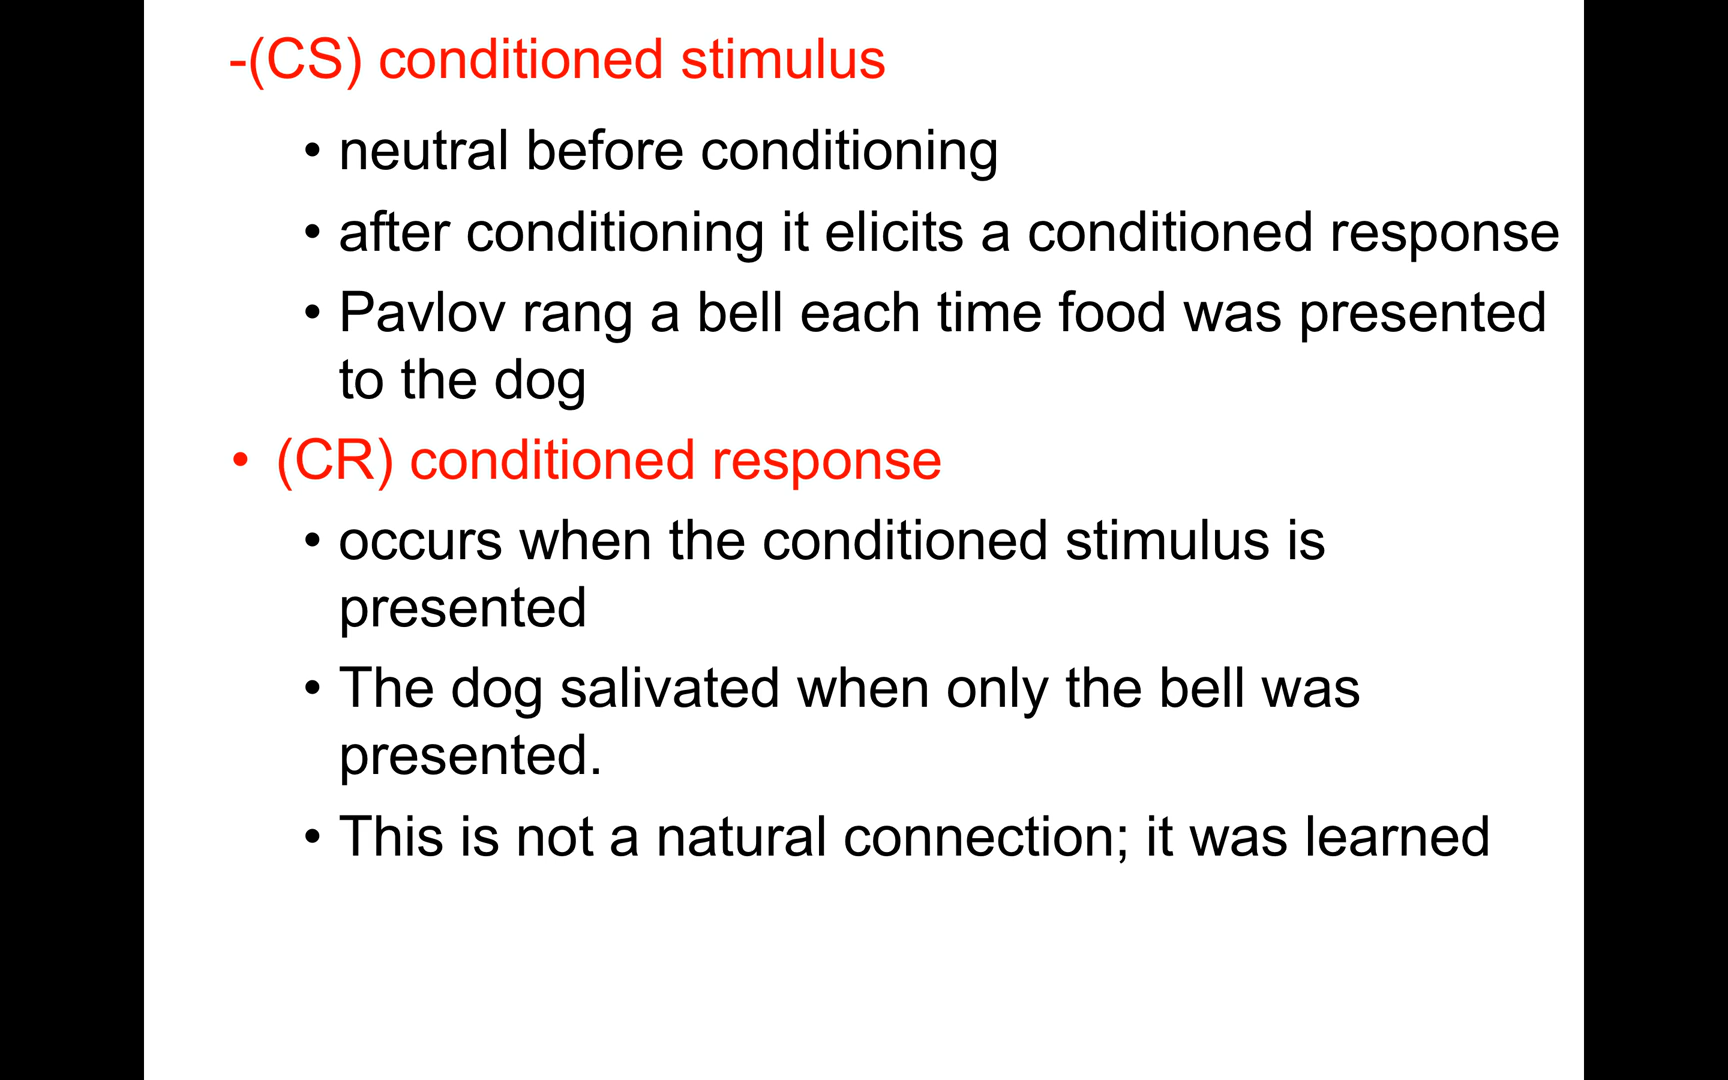 -(CS) conditioned stimulus
• neutral before conditioning
• after conditioning it elicits a conditioned response
• Pavlov rang a bell each time food was presented
to the dog
• (CR) conditioned response
• occurs when the conditioned stimulus is
presented
• The dog salivated when only the bell was
presented.
• This is not a natural connection; it was learned